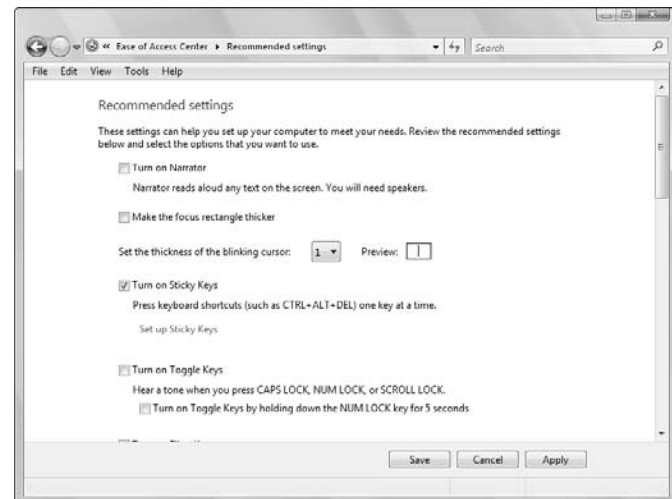 « Ease of Access Center ▸ Recommended settings Search
File Edit View Tools Help
Recommended settings
These settings can help you set up your computer to meet your needs. Review the recommended settings
below and select the options that you want to use.
Turn on Narrator
Narrator reads aloud any text on the screen. You will need speakers.
Make the focus rectangle thicker
Set the thickness of the blinking cursor: 1 Preview:
Turn on Sticky Keys
Press keyboard shortcuts (such as CTRL+ALT+DEL) one key at a time.
Set up Sticky Keys
Turn on Toggle Keys
Hear a tone when you press CAPS LOCK, NUM LOCK, or SCROLL LOCK.
Turn on Toggle Keys by holding down the NUM LOCK key for 5 seconds
Save Cancel Apply